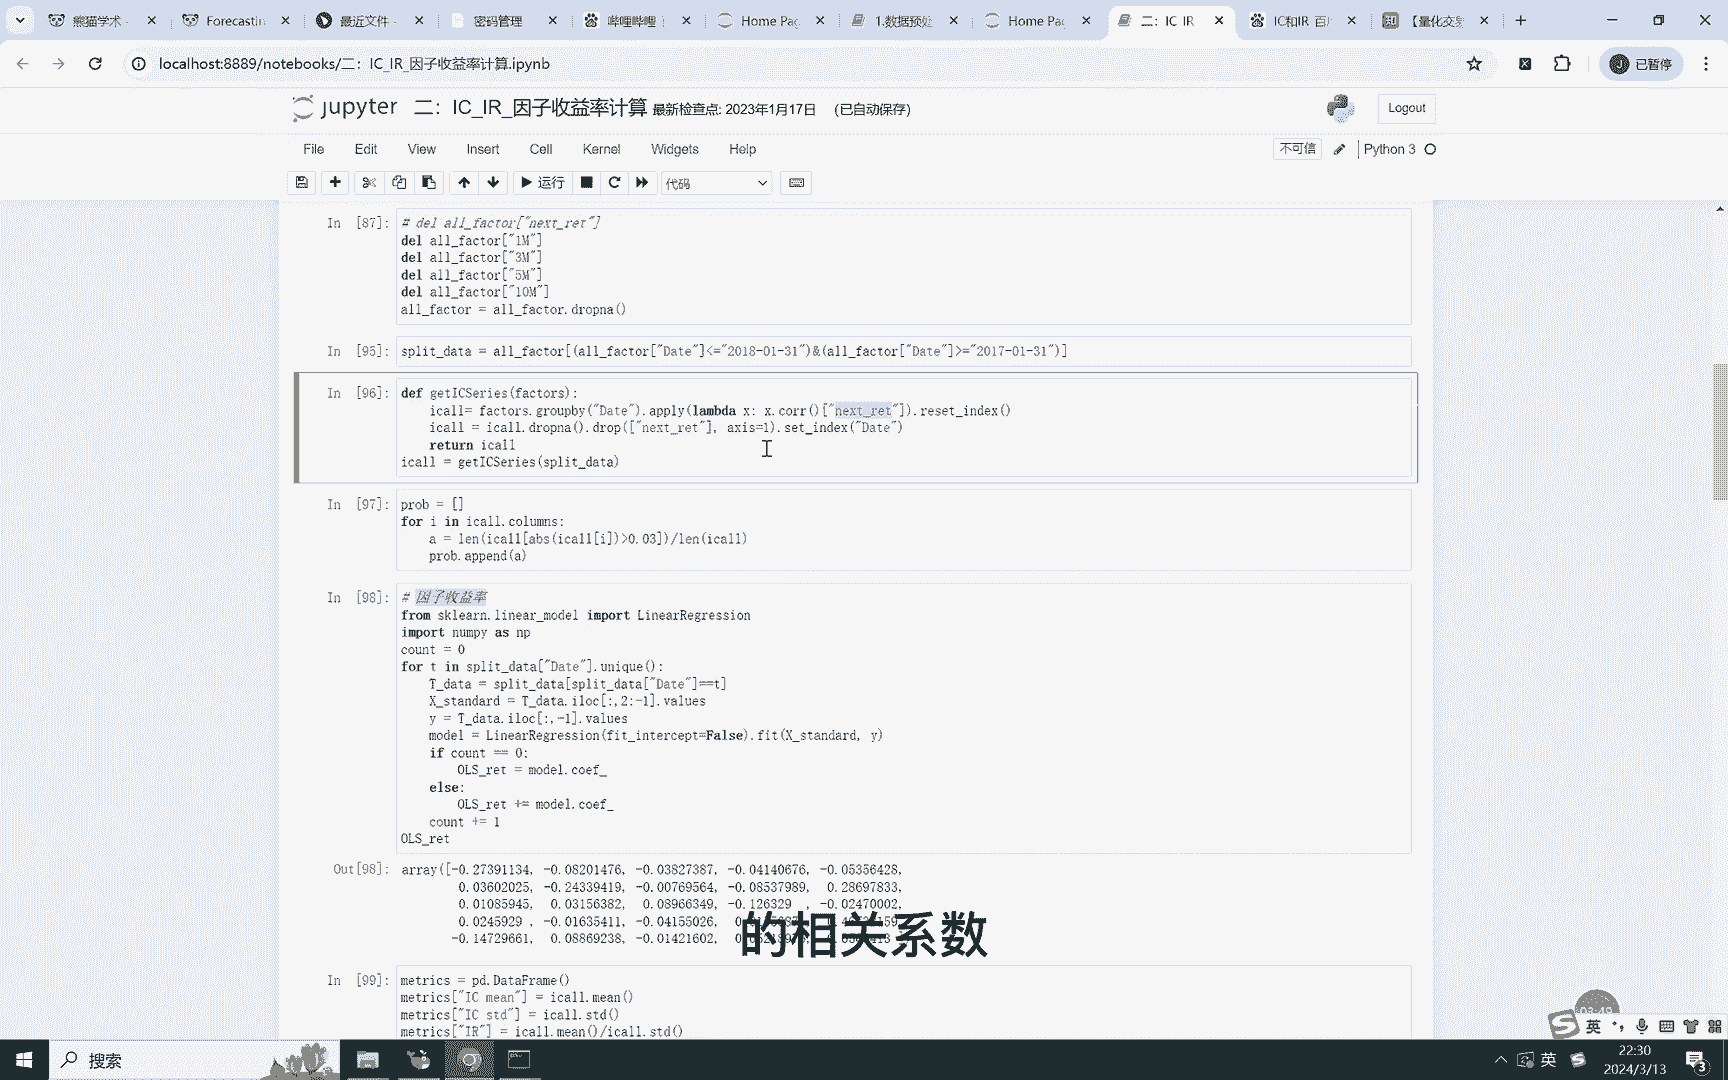 熊猫学术 -
Forecastin
最近文件 -
密码管理
哔哩哔哩
Home Pag
1.数据预处
Home Pag
二：IC IR
IC和IR 百
【量化交易
localhost:8889/notebooks/二：IC_IR_因子收益率计算.ipynb
已暂停
jupyter 二：IC_IR_因子收益率计算 最新检查点: 2023年1月17日 (已自动保存)
Logout
File Edit View Insert Cell Kernel Widgets Help
不可信 Python 3
运行 代码
In [87]: # del all_factor["next_ret"]
del all_factor["1M"]
del all_factor["3M"]
del all_factor["5M"]
del all_factor["10M"]
all_factor = all_factor.dropna()
In [95]: split_data = all_factor[(all_factor["Date"]<="2018-01-31")&(all_factor["Date"]>="2017-01-31")]
In [96]: def getICSeries(factors):
icall= factors.groupby("Date").apply(lambda x: x.corr()["next_ret"]).reset_index()
icall = icall.dropna().drop(["next_ret"], axis=1).set_index("Date")
return icall
icall = getICSeries(split_data)
In [97]: prob = []
for i in icall.columns:
a = len(icall[abs(icall[i])>0.03])/len(icall)
prob.append(a)
In [98]: # 因子收益率
from sklearn.linear_model import LinearRegression
import numpy as np
count = 0
for t in split_data["Date"].unique():
T_data = split_data[split_data["Date"]==t]
X_standard = T_data.iloc[:,2:-1].values
y = T_data.iloc[:,-1].values
model = LinearRegression(fit_intercept=False).fit(X_standard, y)
if count == 0:
OLS_ret = model.coef_
else:
OLS_ret += model.coef_
count += 1
OLS_ret
Out[98]: array([-0.27391134, -0.08201476, -0.03827387, -0.04140676, -0.05356428,
0.03602025, -0.24339419, -0.00769564, -0.08537989, 0.28697833,
0.01085945, 0.03156382, 0.08966349, -0.126329 , -0.02470002,
0.0245929 , -0.01635411, -0.04155026,
-0.14729661, 0.08869238, -0.01421602,
的相关系数
In [99]: metrics = pd.DataFrame()
metrics["IC mean"] = icall.mean()
metrics["IC std"] = icall.std()
metrics["IR"] = icall.mean()/icall.std()
英
搜索
英
22:30
2024/3/13
3